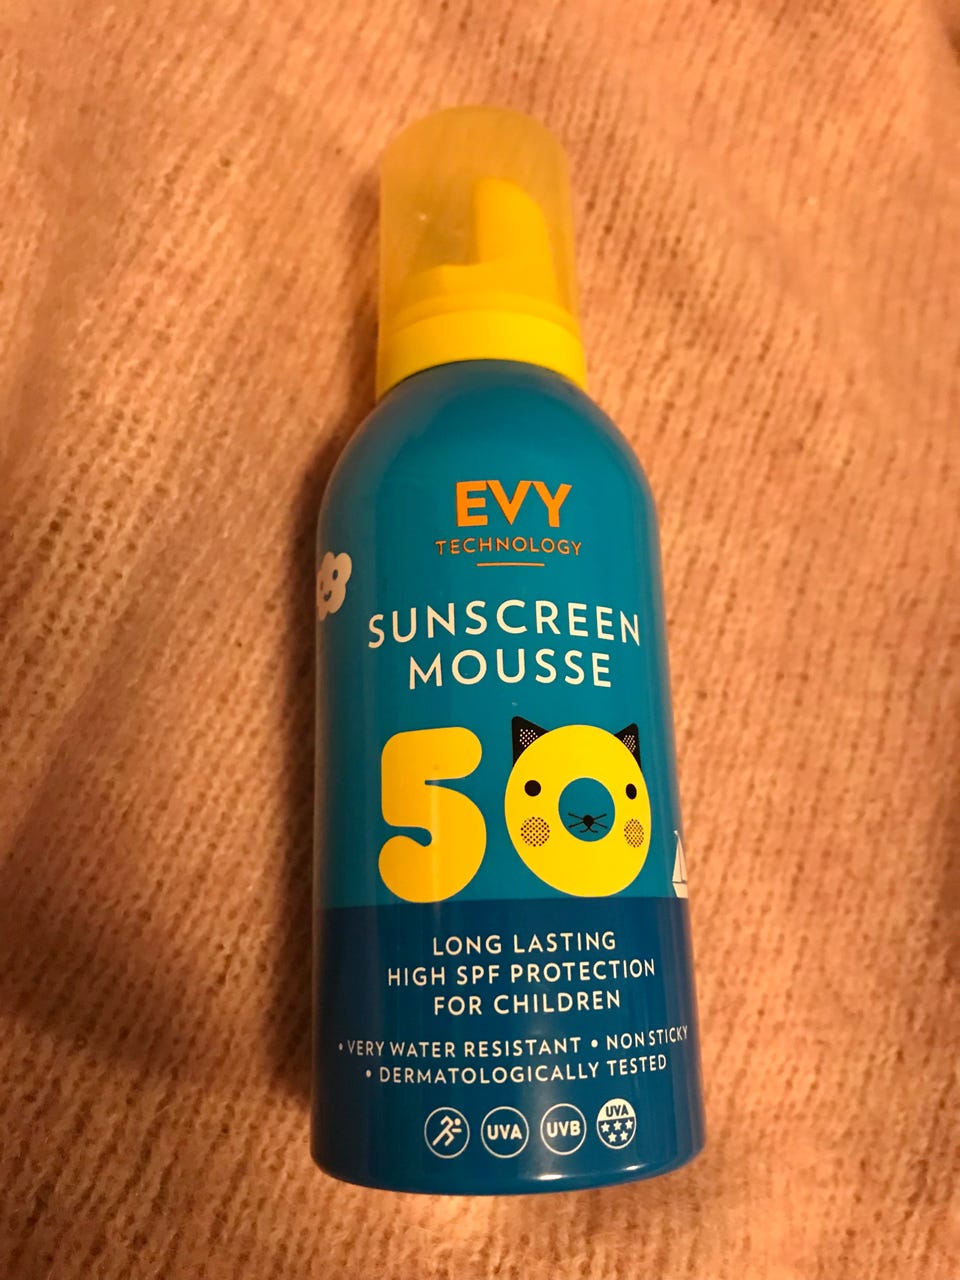 EVY
TECHNOLOGY
SUNSCREEN
MOUSSE
50
LONG LASTING
HIGH SPF PROTECTION
FOR CHILDREN
• VERY WATER RESISTANT • NON STICKY
• DERMATOLOGICALLY TESTED
UVA UVB UVA